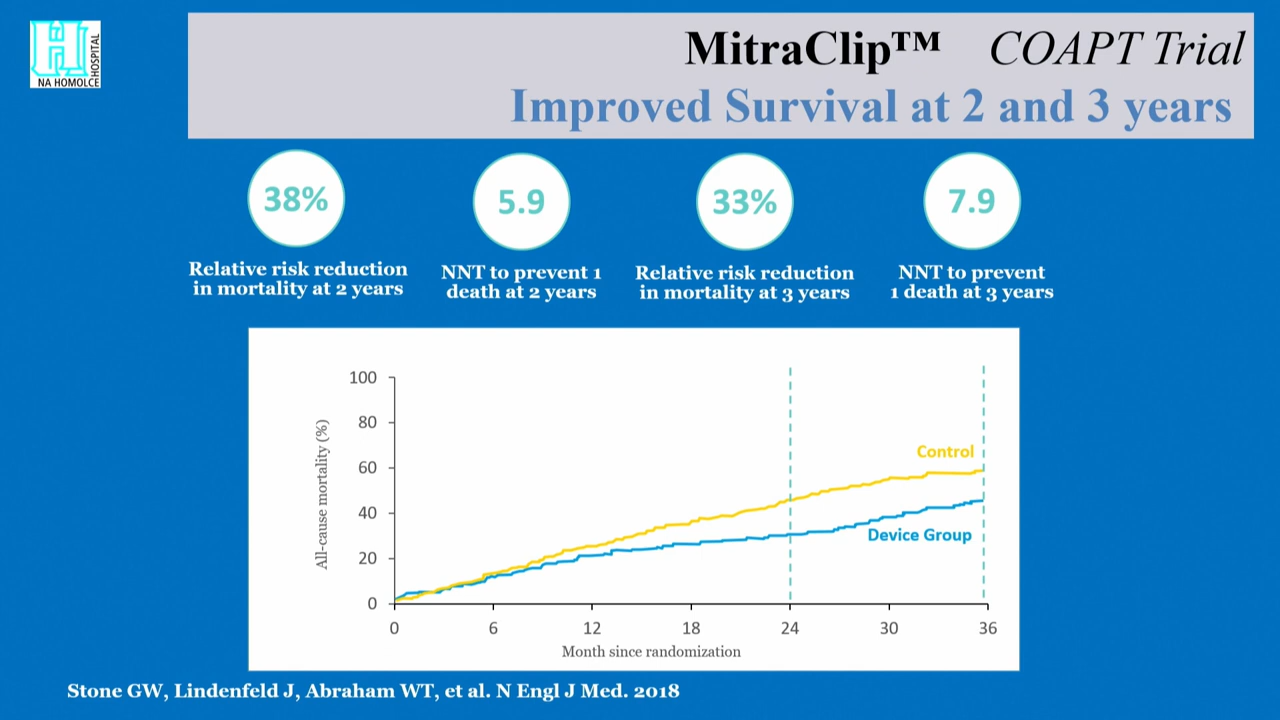 H
HOSPITAL
NA HOMOLCE
MitraClip™ COAPT Trial
Improved Survival at 2 and 3 years
38%
Relative risk reduction
in mortality at 2 years
5.9
NNT to prevent 1
death at 2 years
33%
Relative risk reduction
in mortality at 3 years
7.9
NNT to prevent
1 death at 3 years
All-cause mortality (%)
100
80
60
40
20
0
Control
Device Group
0 6 12 18 24 30 36
Month since randomization
Stone GW, Lindenfeld J, Abraham WT, et al. N Engl J Med. 2018